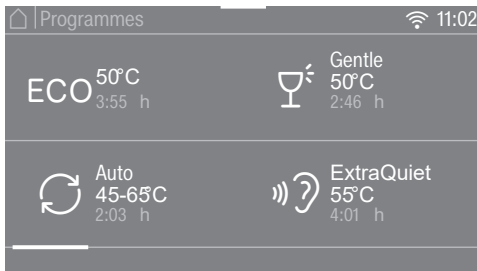 Programmes
11:02
ECO
50°C
3:55 h
Gentle
50°C
2:46 h
Auto
45-65°C
2:03 h
ExtraQuiet
55°C
4:01 h